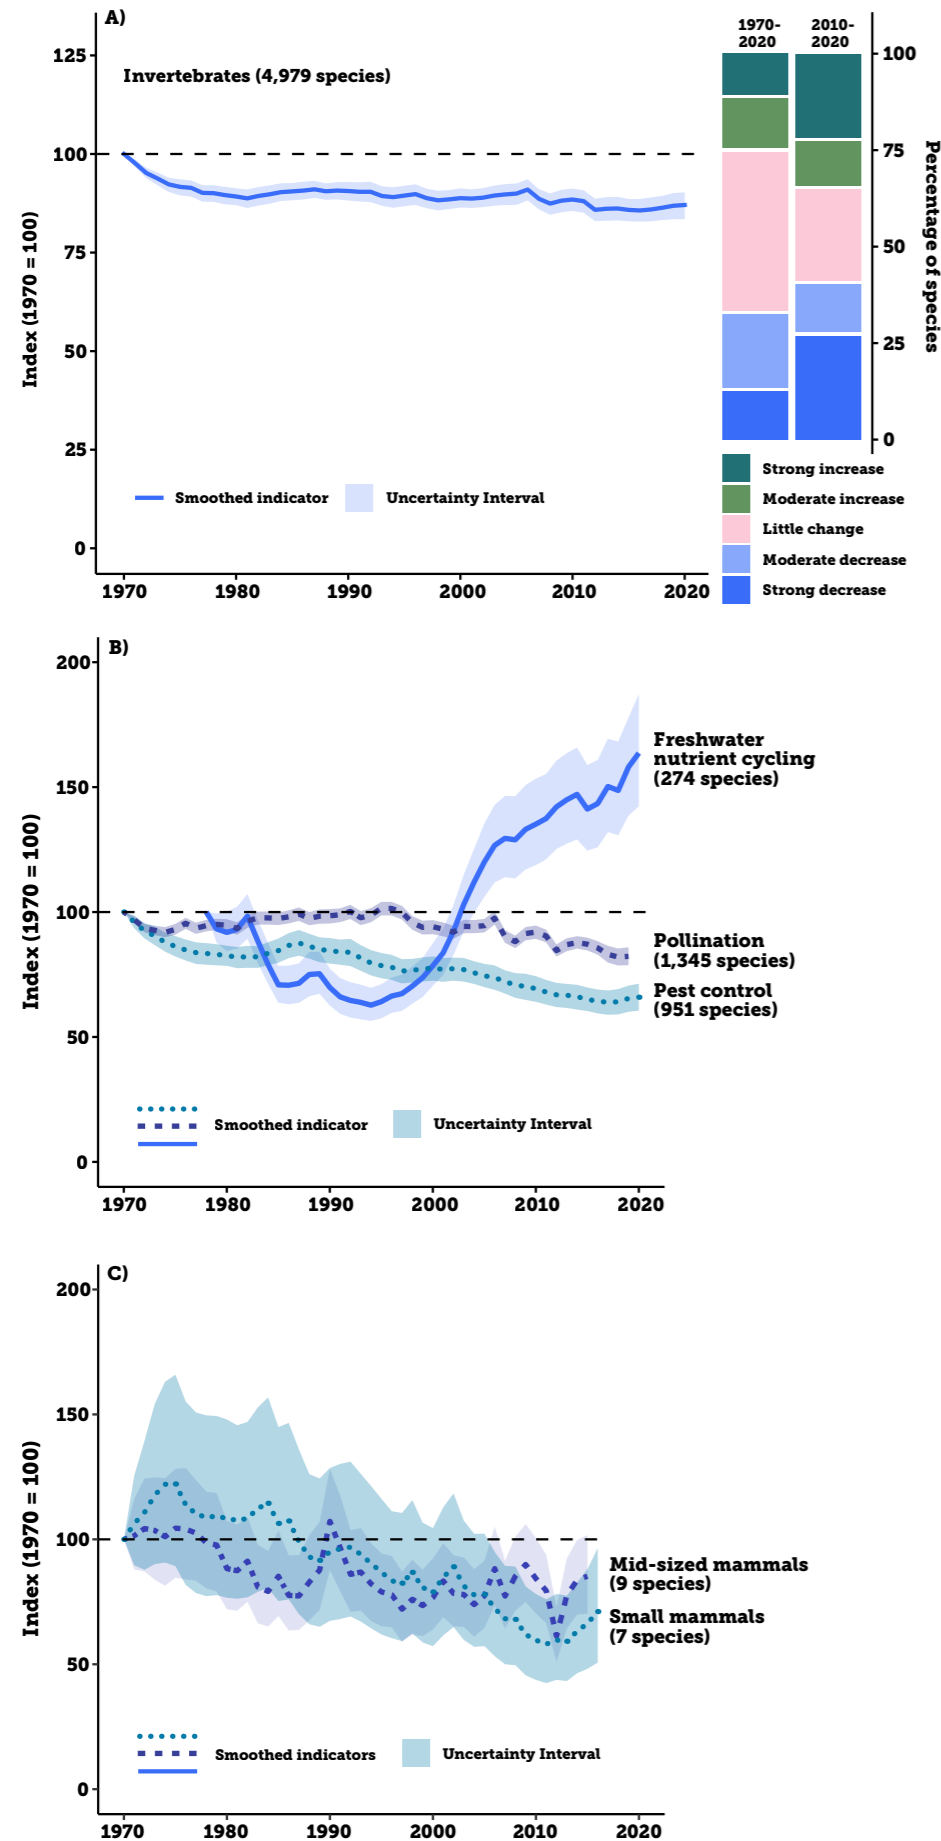 A)
Invertebrates (4,979 species)
Index (1970 = 100)
125
100
75
50
25
0
1970 1980 1990 2000 2010 2020
Smoothed indicator Uncertainty Interval
1970-
2020
2010-
2020
100
75
50
25
0
Percentage of species
Strong increase
Moderate increase
Little change
Moderate decrease
Strong decrease
B)
Index (1970 = 100)
200
150
100
50
0
1970 1980 1990 2000 2010 2020
Freshwater
nutrient cycling
(274 species)
Pollination
(1,345 species)
Pest control
(951 species)
Smoothed indicator Uncertainty Interval
C)
Index (1970 = 100)
200
150
100
50
0
1970 1980 1990 2000 2010 2020
Mid-sized mammals
(9 species)
Small mammals
(7 species)
Smoothed indicators Uncertainty Interval